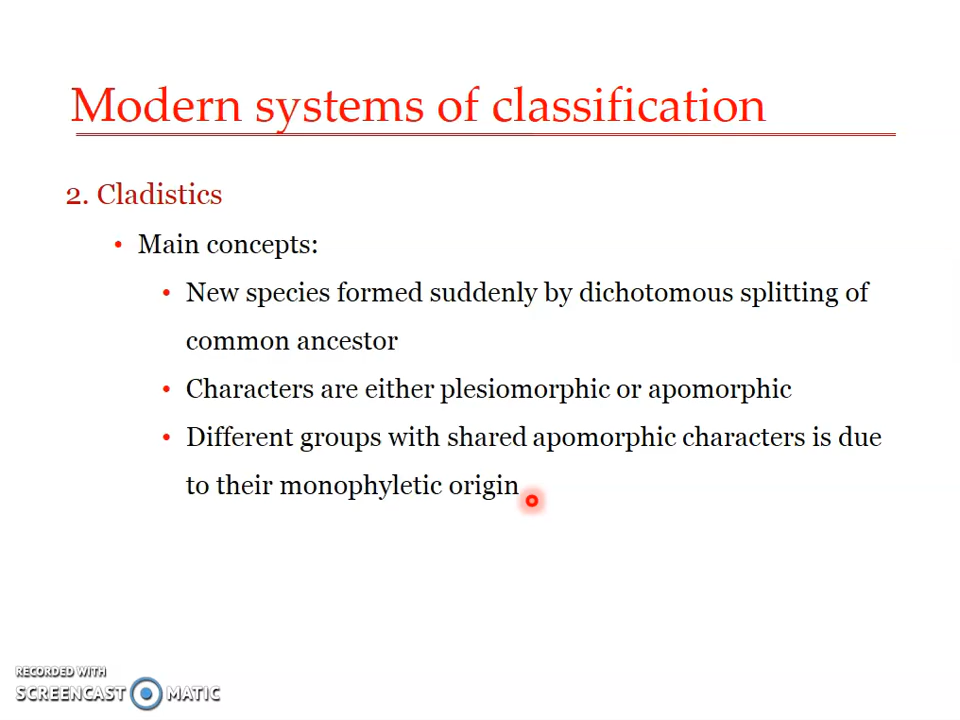 Modern systems of classification
2. Cladistics
• Main concepts:
• New species formed suddenly by dichotomous splitting of
common ancestor
• Characters are either plesiomorphic or apomorphic
• Different groups with shared apomorphic characters is due
to their monophyletic origin
RECORDED WITH
SCREENCAST MATIC